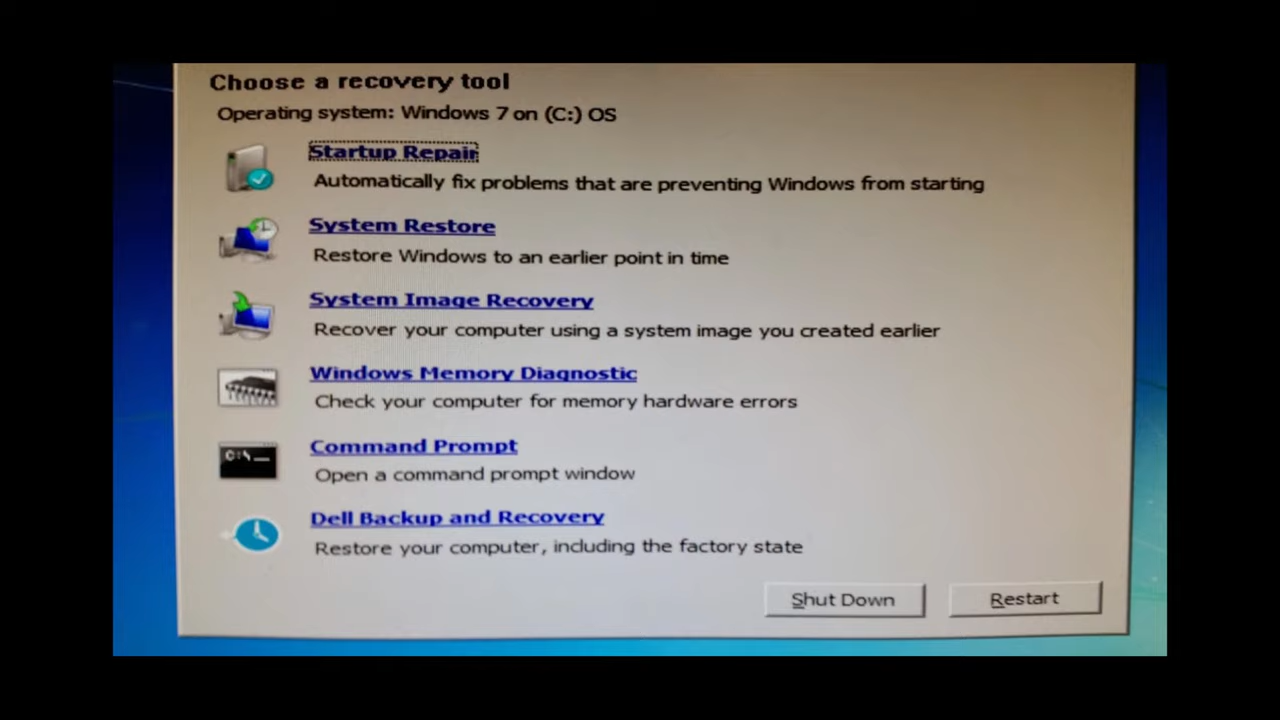 Choose a recovery tool
Operating system: Windows 7 on (C:) OS
Startup Repair
Automatically fix problems that are preventing Windows from starting
System Restore
Restore Windows to an earlier point in time
System Image Recovery
Recover your computer using a system image you created earlier
Windows Memory Diagnostic
Check your computer for memory hardware errors
C:\_
Command Prompt
Open a command prompt window
Dell Backup and Recovery
Restore your computer, including the factory state
Shut Down
Restart